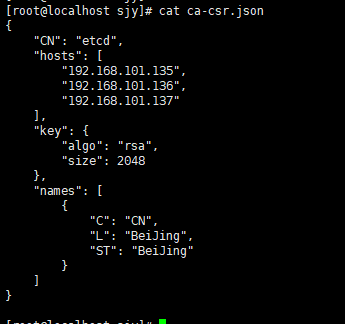 [root@localhost sjy]# cat ca-csr.json
{
    "CN": "etcd",
    "hosts": [
        "192.168.101.135",
        "192.168.101.136",
        "192.168.101.137"
    ],
    "key": {
        "algo": "rsa",
        "size": 2048
    },
    "names": [
        {
            "C": "CN",
            "L": "BeiJing",
            "ST": "BeiJing"
        }
    ]
}
[root@localhost sjy]#